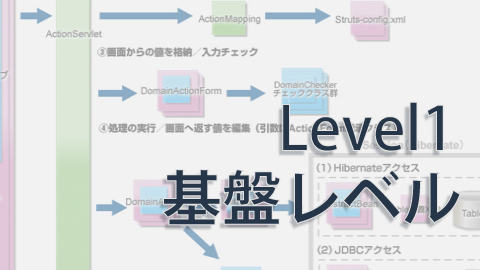 ActionServlet
ActionMapping
Struts-config.xml
③画面からの値を格納／入力チェック
DomainActionForm
DomainChecker
チェッククラス群
④処理の実行／画面へ返す値を編集（引数は
Level1
基盤レベル
(1) Hibernateアクセス
(2) JDBCアクセス